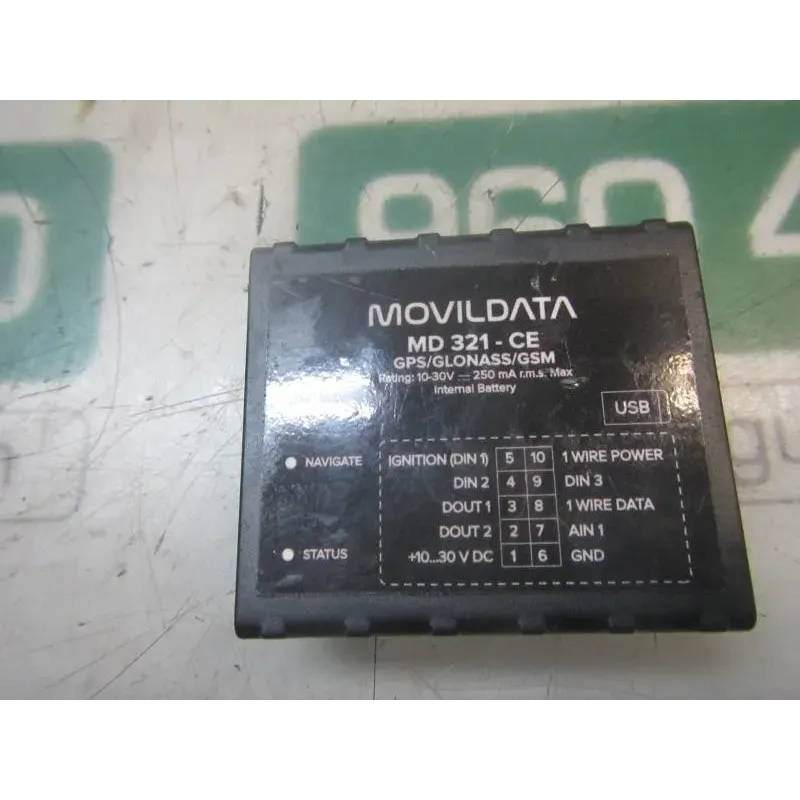 960 4
MOVILDATA
MD 321 - CE
GPS/GLONASS/GSM
Rating: 10-30V ⎓ 250 mA r.m.s. Max
Internal Battery
USB
NAVIGATE
IGNITION (DIN 1) 5 10 1 WIRE POWER
DIN 2 4 9 DIN 3
DOUT 1 3 8 1 WIRE DATA
DOUT 2 2 7 AIN 1
STATUS
+10...30 V DC 1 6 GND